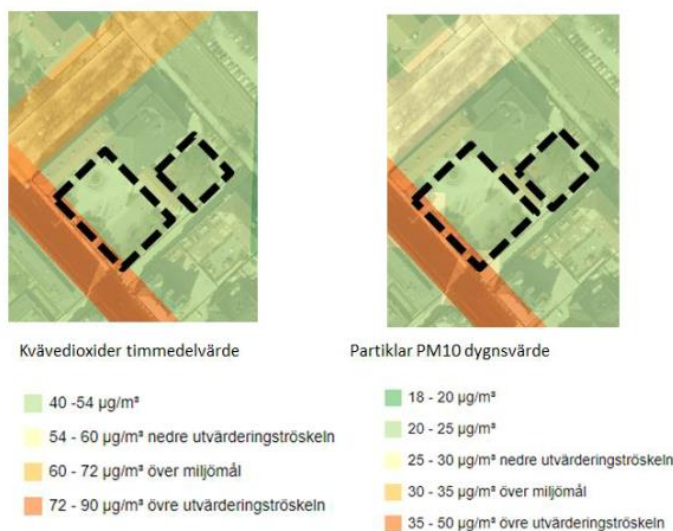 Kvävedioxider timmedelvärde
40 -54 µg/m³
54 - 60 µg/m³ nedre utvärderingströskeln
60 - 72 µg/m³ över miljömål
72 - 90 µg/m³ övre utvärderingströskeln
Partiklar PM10 dygnsvärde
18 - 20 µg/m³
20 - 25 µg/m³
25 - 30 µg/m³ nedre utvärderingströskeln
30 - 35 µg/m³ över miljömål
35 - 50 µg/m³ övre utvärderingströskeln